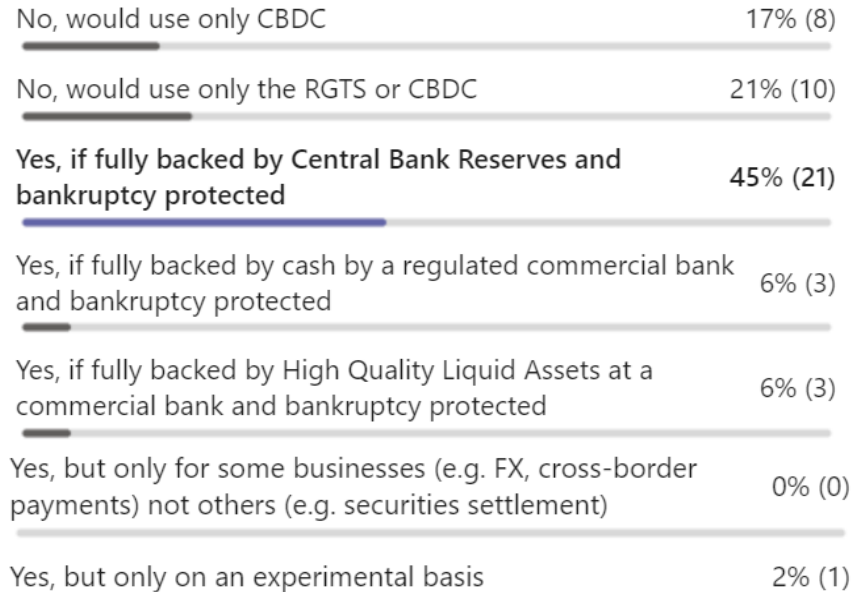 No, would use only CBDC 17% (8)
No, would use only the RGTS or CBDC 21% (10)
Yes, if fully backed by Central Bank Reserves and
bankruptcy protected 45% (21)
Yes, if fully backed by cash by a regulated commercial bank
and bankruptcy protected 6% (3)
Yes, if fully backed by High Quality Liquid Assets at a
commercial bank and bankruptcy protected 6% (3)
Yes, but only for some businesses (e.g. FX, cross-border
payments) not others (e.g. securities settlement) 0% (0)
Yes, but only on an experimental basis 2% (1)